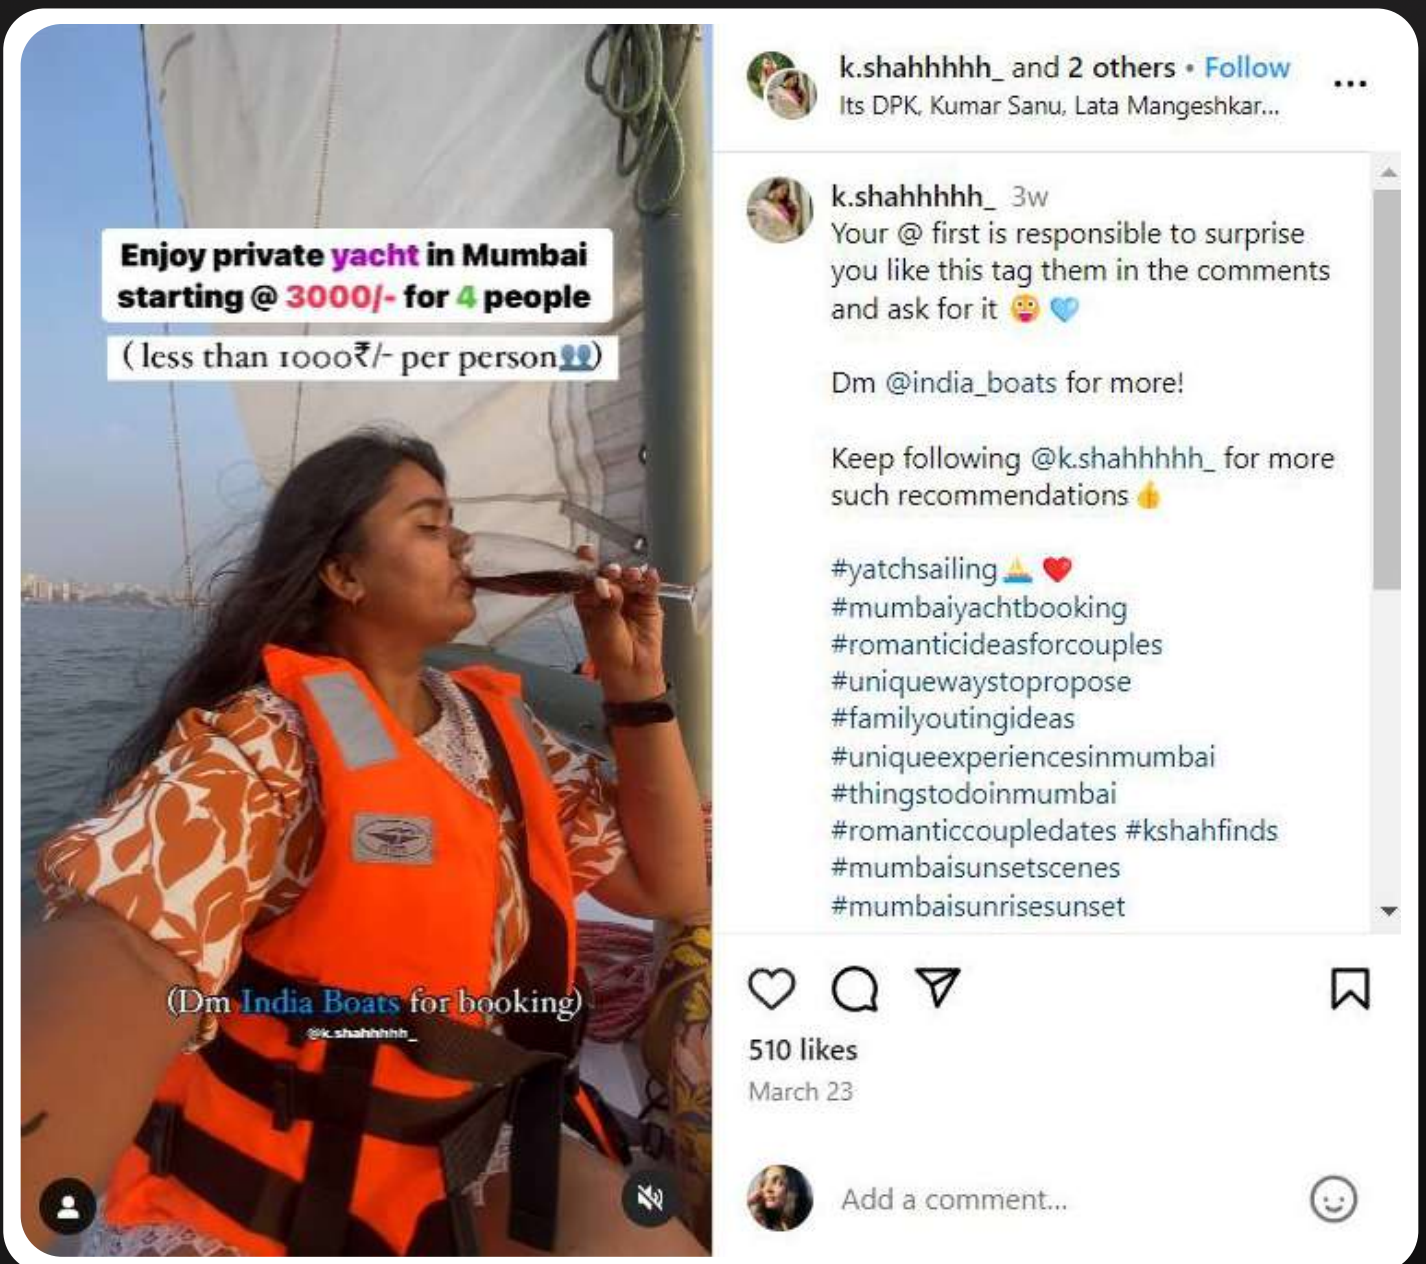 Enjoy private yacht in Mumbai
starting @ 3000/- for 4 people
( less than 1000₹/- per person👥)
(Dm India Boats for booking)
@k.shahhhhh_
k.shahhhhh_ and 2 others • Follow
Its DPK, Kumar Sanu, Lata Mangeshkar...
k.shahhhhh_ 3w
Your @ first is responsible to surprise
you like this tag them in the comments
and ask for it 🤪 🩵
Dm @india_boats for more!
Keep following @k.shahhhhh_ for more
such recommendations 👍
#yatchsailing⛵ ❤️
#mumbaiyachtbooking
#romanticideasforcouples
#uniquewaystopropose
#familyoutingideas
#uniqueexperiencesinmumbai
#thingstodoinmumbai
#romanticcoupledates #kshahfinds
#mumbaisunsetscenes
#mumbaisunrisesunset
510 likes
March 23
Add a comment...